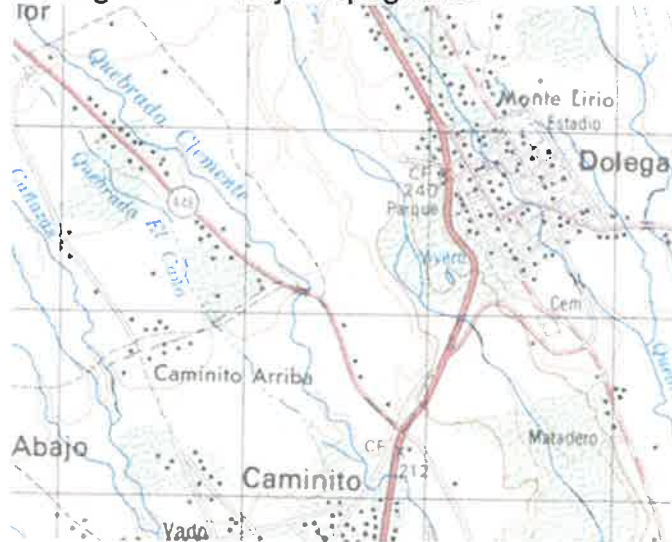 Quebrada Clemente
Monte Lirio
Estadio
Dolega
CF
240
Parque
Quebrada
El Caño
Cañazas
Vivero
Cem
Caminito Arriba
Abajo
CF
212
Matadero
Caminito
Vado